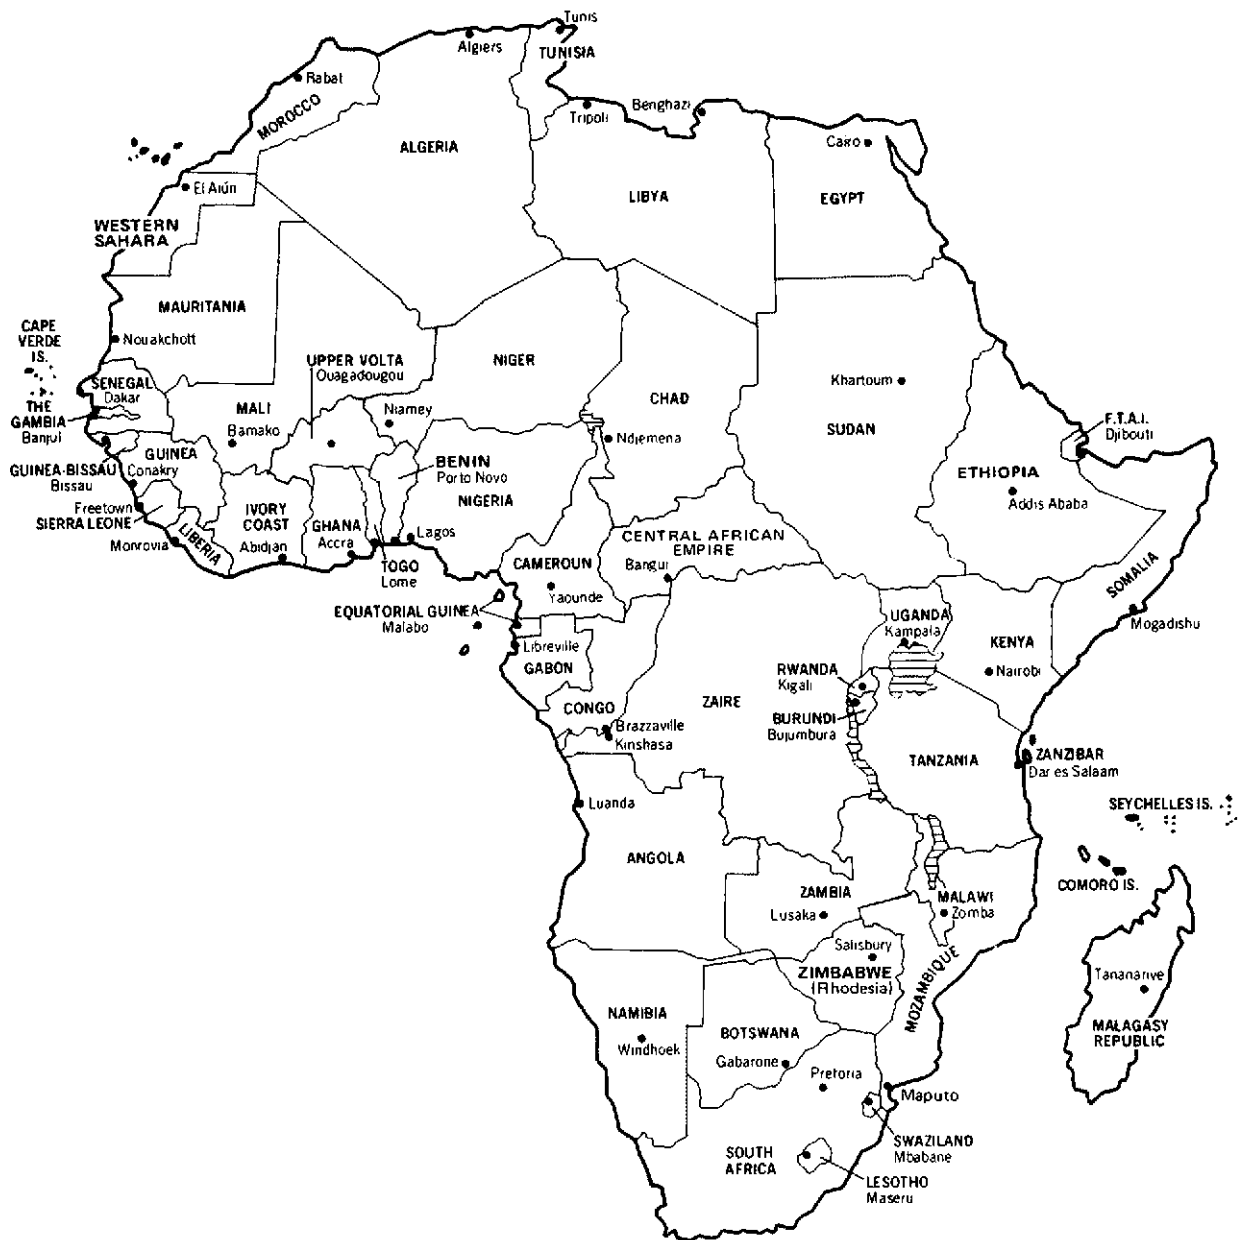 Tunis
Algiers
TUNISIA
Rabat
MOROCCO
Tripoli
Benghazi
Cairo
ALGERIA
LIBYA
EGYPT
El Aiún
WESTERN
SAHARA
MAURITANIA
Nouakchott
CAPE
VERDE
IS.
UPPER VOLTA
Ouagadougou
NIGER
Niamey
CHAD
Ndjemena
Khartoum
SUDAN
SENEGAL
Dakar
THE
GAMBIA
Banjul
MALI
Bamako
F.T.A.I.
Djibouti
GUINEA-BISSAU
Bissau
GUINEA
Conakry
BENIN
Porto Novo
NIGERIA
ETHIOPIA
Addis Ababa
Freetown
SIERRA LEONE
Monrovia
LIBERIA
IVORY
COAST
Abidjan
GHANA
Accra
Lagos
TOGO
Lome
CENTRAL AFRICAN
EMPIRE
Bangui
CAMEROUN
Yaounde
SOMALIA
Mogadishu
EQUATORIAL GUINEA
Malabo
UGANDA
Kampala
KENYA
Nairobi
Libreville
GABON
CONGO
Brazzaville
Kinshasa
ZAIRE
RWANDA
Kigali
BURUNDI
Bujumbura
TANZANIA
ZANZIBAR
Dar es Salaam
SEYCHELLES IS.
Luanda
ANGOLA
ZAMBIA
Lusaka
MALAWI
Zomba
COMORO IS.
Salisbury
ZIMBABWE
(Rhodesia)
MOZAMBIQUE
Tananarive
MALAGASY
REPUBLIC
NAMIBIA
Windhoek
BOTSWANA
Gabarone
Pretoria
Maputo
SWAZILAND
Mbabane
SOUTH
AFRICA
LESOTHO
Maseru